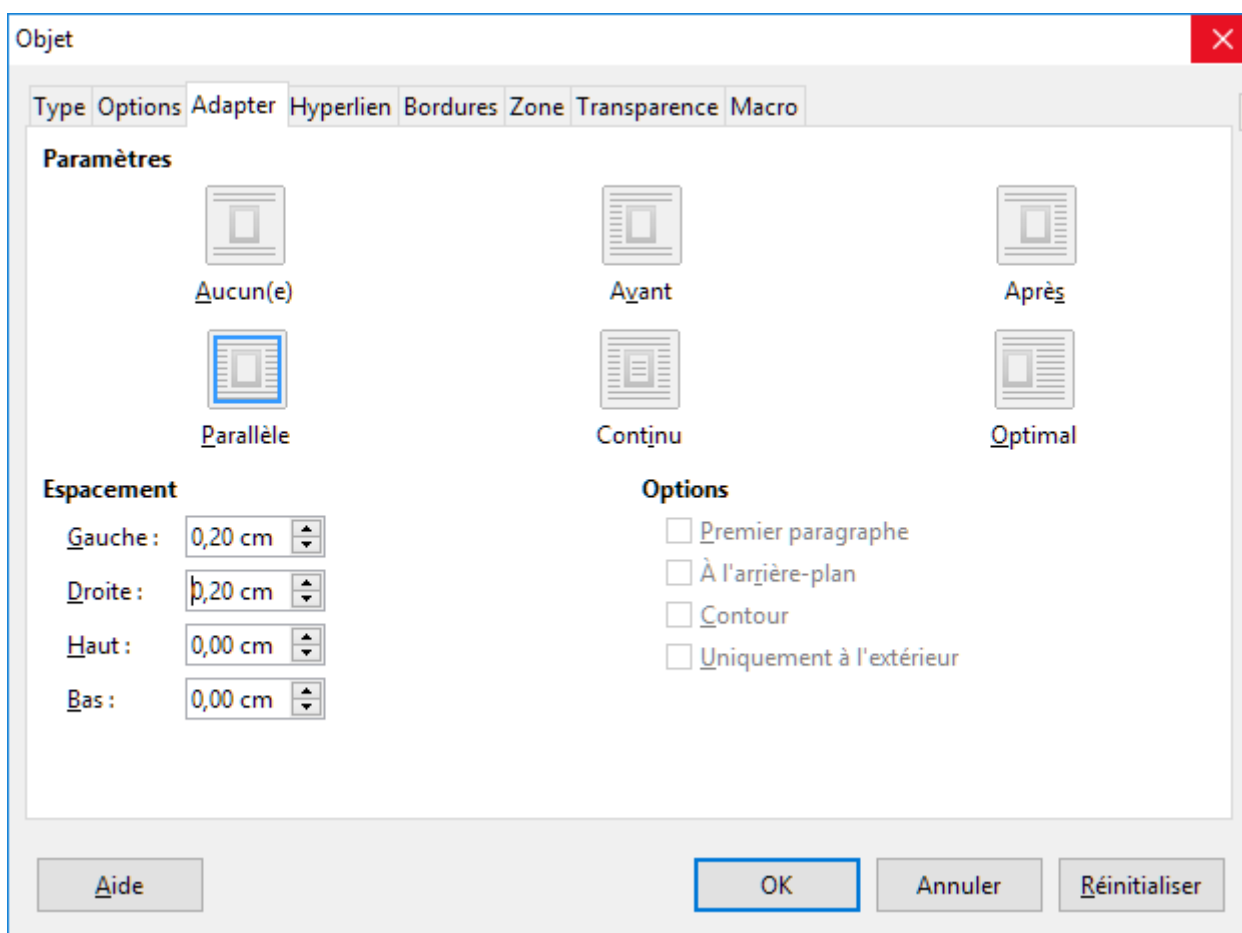 Objet
Type Options Adapter Hyperlien Bordures Zone Transparence Macro
Paramètres
Aucun(e) Avant Après
Parallèle Continu Optimal
Espacement Options
Gauche : 0,20 cm Premier paragraphe
Droite : 0,20 cm À l'arrière-plan
Haut : 0,00 cm Contour
Bas : 0,00 cm Uniquement à l'extérieur
Aide OK Annuler Réinitialiser